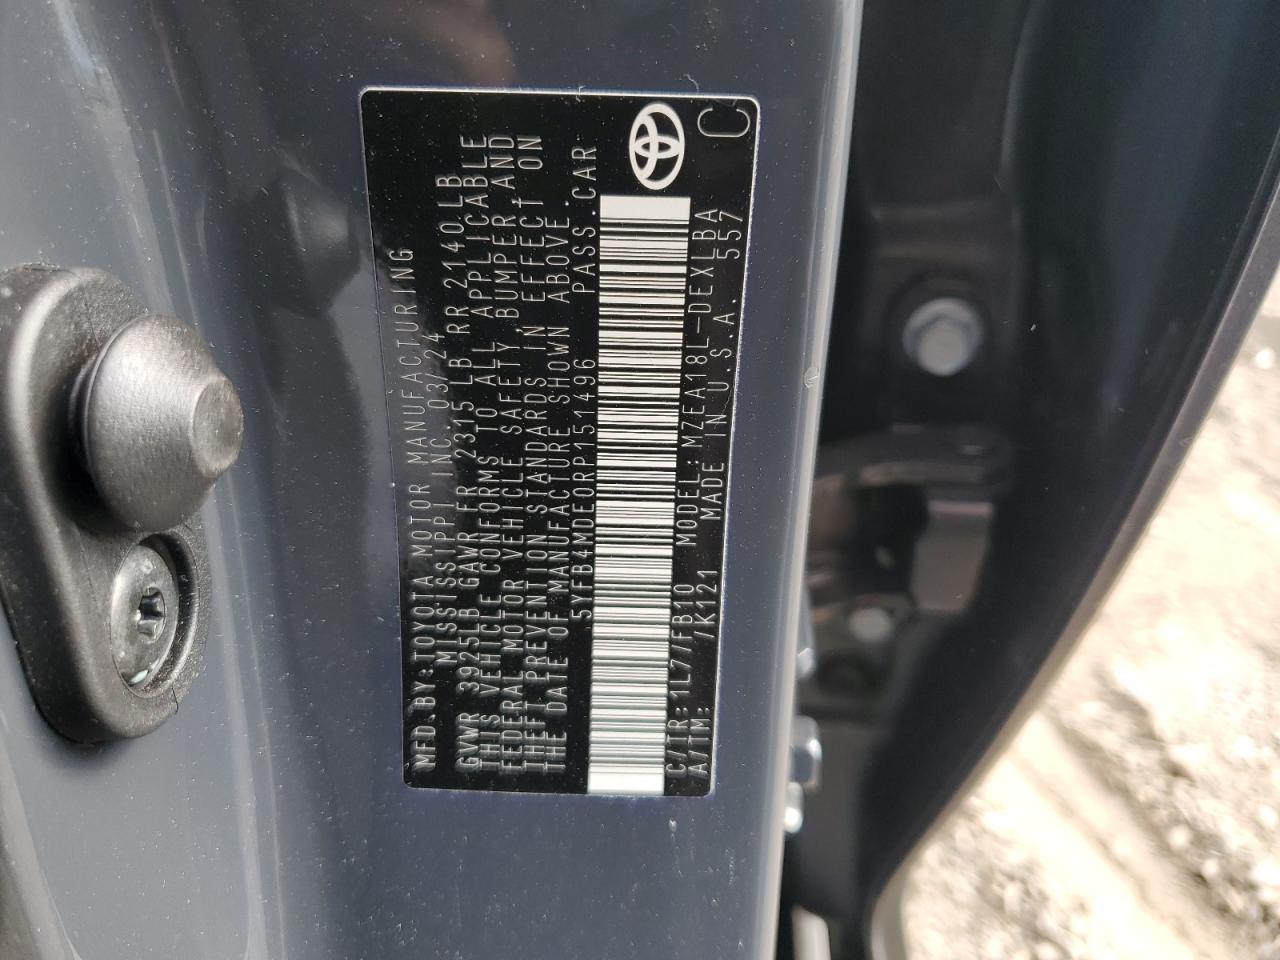 MFD. BY: TOYOTA MOTOR MANUFACTURING
MISSISSIPPI INC. 03/24
GVWR 3925LB GAWR FR 2315LB RR 2140LB
THIS VEHICLE CONFORMS TO ALL APPLICABLE
FEDERAL MOTOR VEHICLE SAFETY, BUMPER, AND
THEFT PREVENTION STANDARDS IN EFFECT ON
THE DATE OF MANUFACTURE SHOWN ABOVE.
5YFB4MDE0RP151496 PASS. CAR
C
C/TR: 1L7/FB10 MODEL: MZEA18L-DEXLBA
A/TM: /K121 MADE IN U.S.A. 557